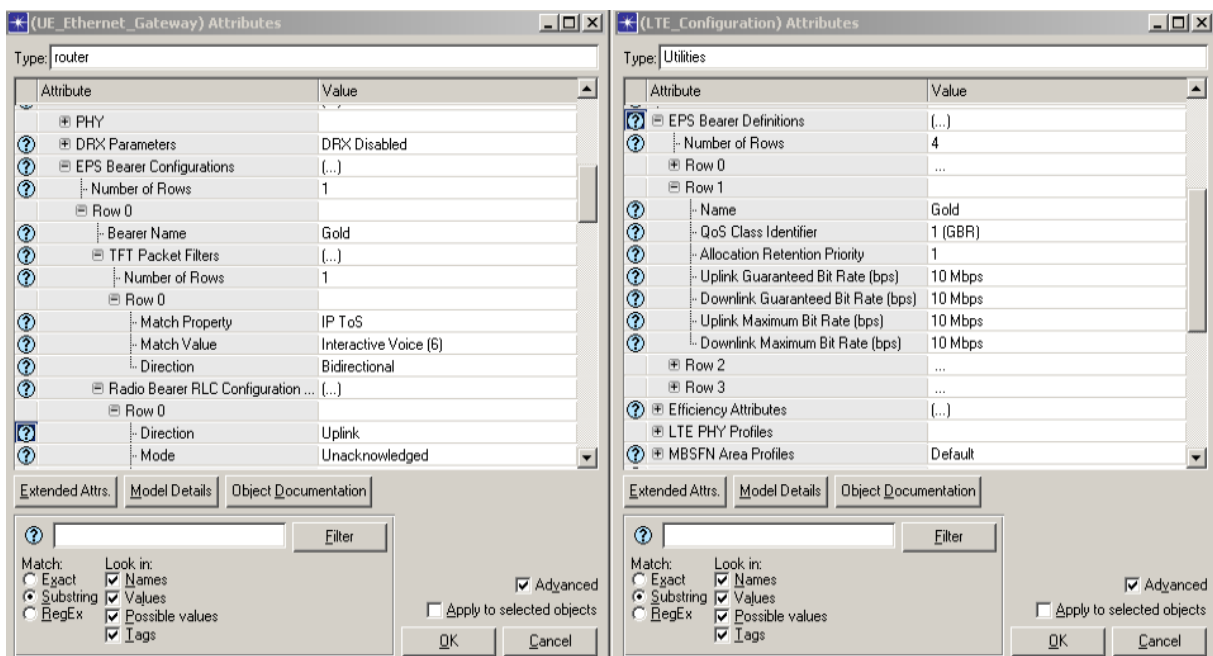 (UE_Ethernet_Gateway) Attributes
Type: router
Attribute Value
PHY
DRX Parameters DRX Disabled
EPS Bearer Configurations (...)
Number of Rows 1
Row 0
Bearer Name Gold
TFT Packet Filters (...)
Number of Rows 1
Row 0
Match Property IP ToS
Match Value Interactive Voice (6)
Direction Bidirectional
Radio Bearer RLC Configuration ... (...)
Row 0
Direction Uplink
Mode Unacknowledged
Extended Attrs. Model Details Object Documentation
Filter
Match: Look in:
Exact Names
Substring Values
RegEx Possible values
Tags
Advanced
Apply to selected objects
OK Cancel
(LTE_Configuration) Attributes
Type: Utilities
Attribute Value
EPS Bearer Definitions (...)
Number of Rows 4
Row 0 ...
Row 1
Name Gold
QoS Class Identifier 1 (GBR)
Allocation Retention Priority 1
Uplink Guaranteed Bit Rate (bps) 10 Mbps
Downlink Guaranteed Bit Rate (bps) 10 Mbps
Uplink Maximum Bit Rate (bps) 10 Mbps
Downlink Maximum Bit Rate (bps) 10 Mbps
Row 2 ...
Row 3 ...
Efficiency Attributes (...)
LTE PHY Profiles
MBSFN Area Profiles Default
Extended Attrs. Model Details Object Documentation
Filter
Match: Look in:
Exact Names
Substring Values
RegEx Possible values
Tags
Advanced
Apply to selected objects
OK Cancel